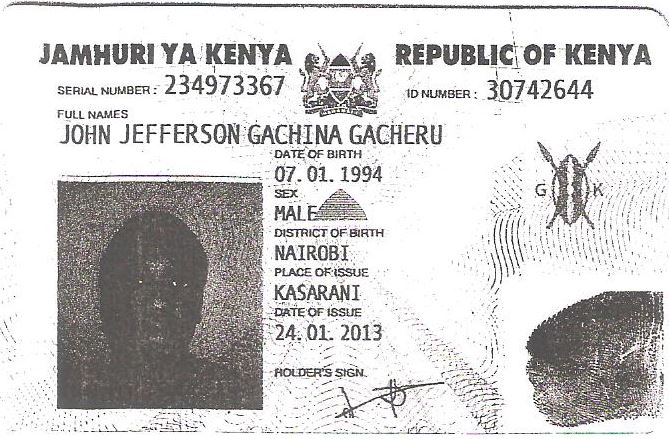 JAMHURI YA KENYA REPUBLIC OF KENYA
SERIAL NUMBER: 234973367 ID NUMBER: 30742644
FULL NAMES
JOHN JEFFERSON GACHINA GACHERU
DATE OF BIRTH
07. 01. 1994
SEX
MALE
DISTRICT OF BIRTH
NAIROBI
PLACE OF ISSUE
KASARANI
DATE OF ISSUE
24. 01. 2013
HOLDER'S SIGN.
G K